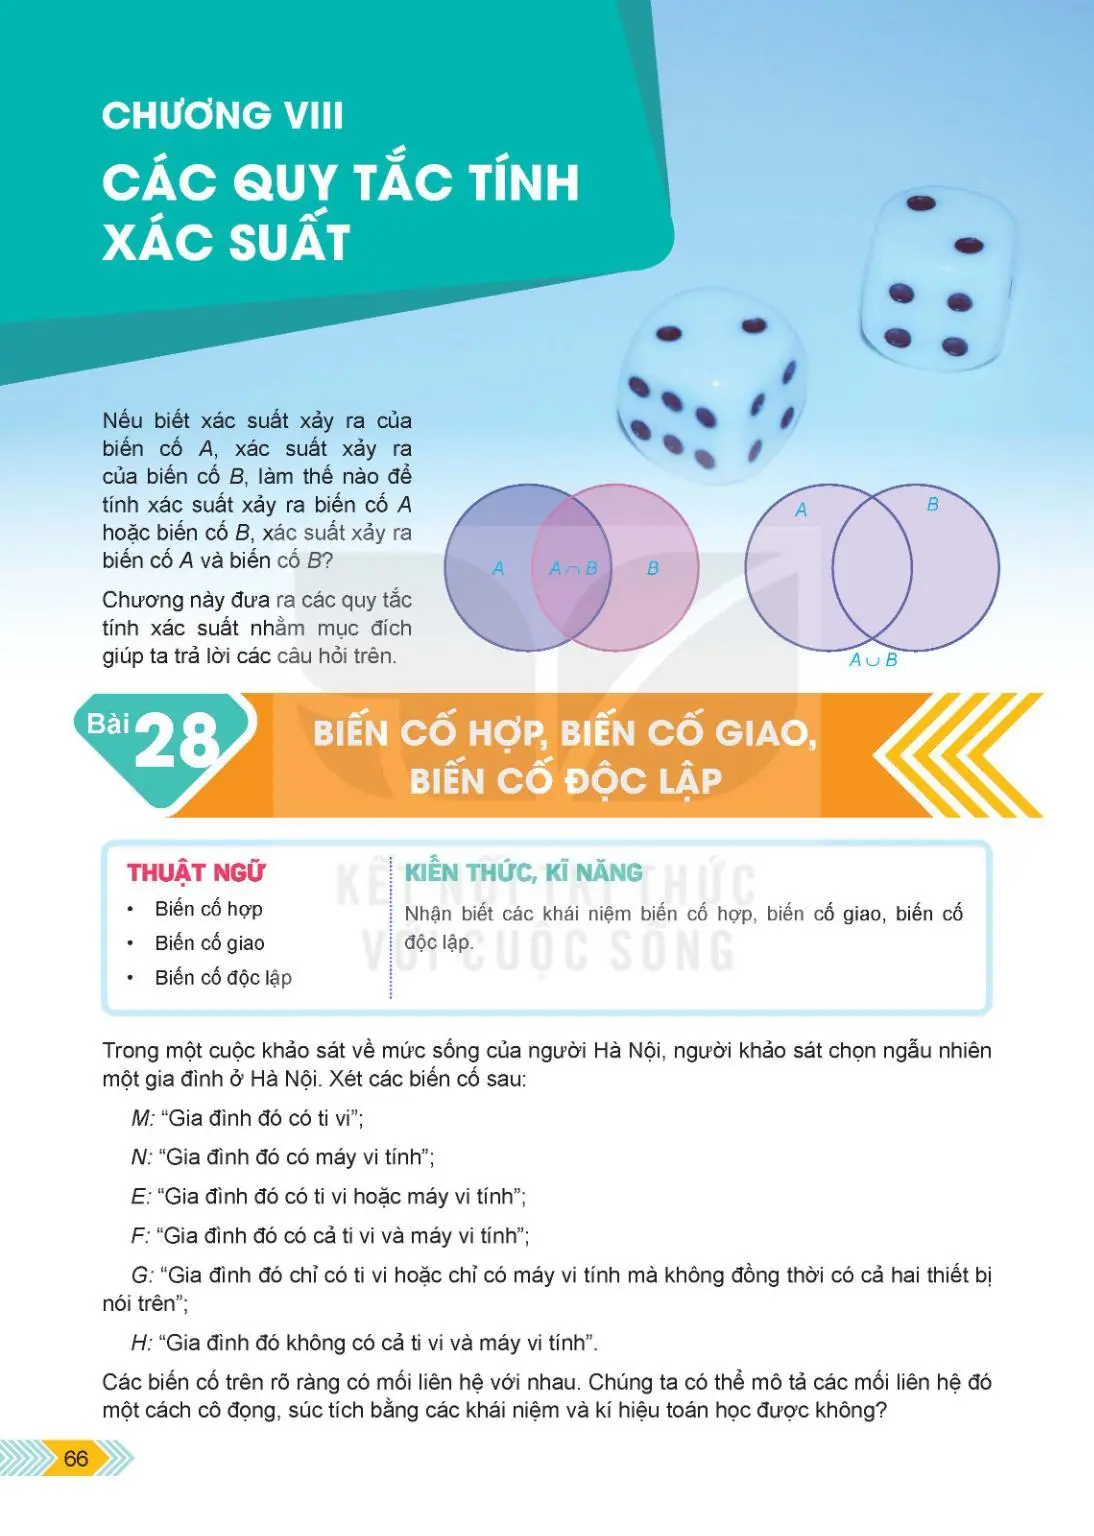 CHƯƠNG VIII
CÁC QUY TẮC TÍNH
XÁC SUẤT
Nếu biết xác suất xảy ra của
biến cố A, xác suất xảy ra
của biến cố B, làm thế nào để
tính xác suất xảy ra biến cố A
hoặc biến cố B, xác suất xảy ra
biến cố A và biến cố B?
Chương này đưa ra các quy tắc
tính xác suất nhằm mục đích
giúp ta trả lời các câu hỏi trên.
A
A ∩ B
B
A
B
A ∪ B
Bài 28
BIẾN CỐ HỢP, BIẾN CỐ GIAO,
BIẾN CỐ ĐỘC LẬP
THUẬT NGỮ
• Biến cố hợp
• Biến cố giao
• Biến cố độc lập
KIẾN THỨC, KĨ NĂNG
Nhận biết các khái niệm biến cố hợp, biến cố giao, biến cố
độc lập.
KẾT NỐI TRI THỨC
VỚI CUỘC SỐNG
Trong một cuộc khảo sát về mức sống của người Hà Nội, người khảo sát chọn ngẫu nhiên
một gia đình ở Hà Nội. Xét các biến cố sau:
M: “Gia đình đó có ti vi”;
N: “Gia đình đó có máy vi tính”;
E: “Gia đình đó có ti vi hoặc máy vi tính”;
F: “Gia đình đó có cả ti vi và máy vi tính”;
G: “Gia đình đó chỉ có ti vi hoặc chỉ có máy vi tính mà không đồng thời có cả hai thiết bị
nói trên”;
H: “Gia đình đó không có cả ti vi và máy vi tính”.
Các biến cố trên rõ ràng có mối liên hệ với nhau. Chúng ta có thể mô tả các mối liên hệ đó
một cách cô đọng, súc tích bằng các khái niệm và kí hiệu toán học được không?
66